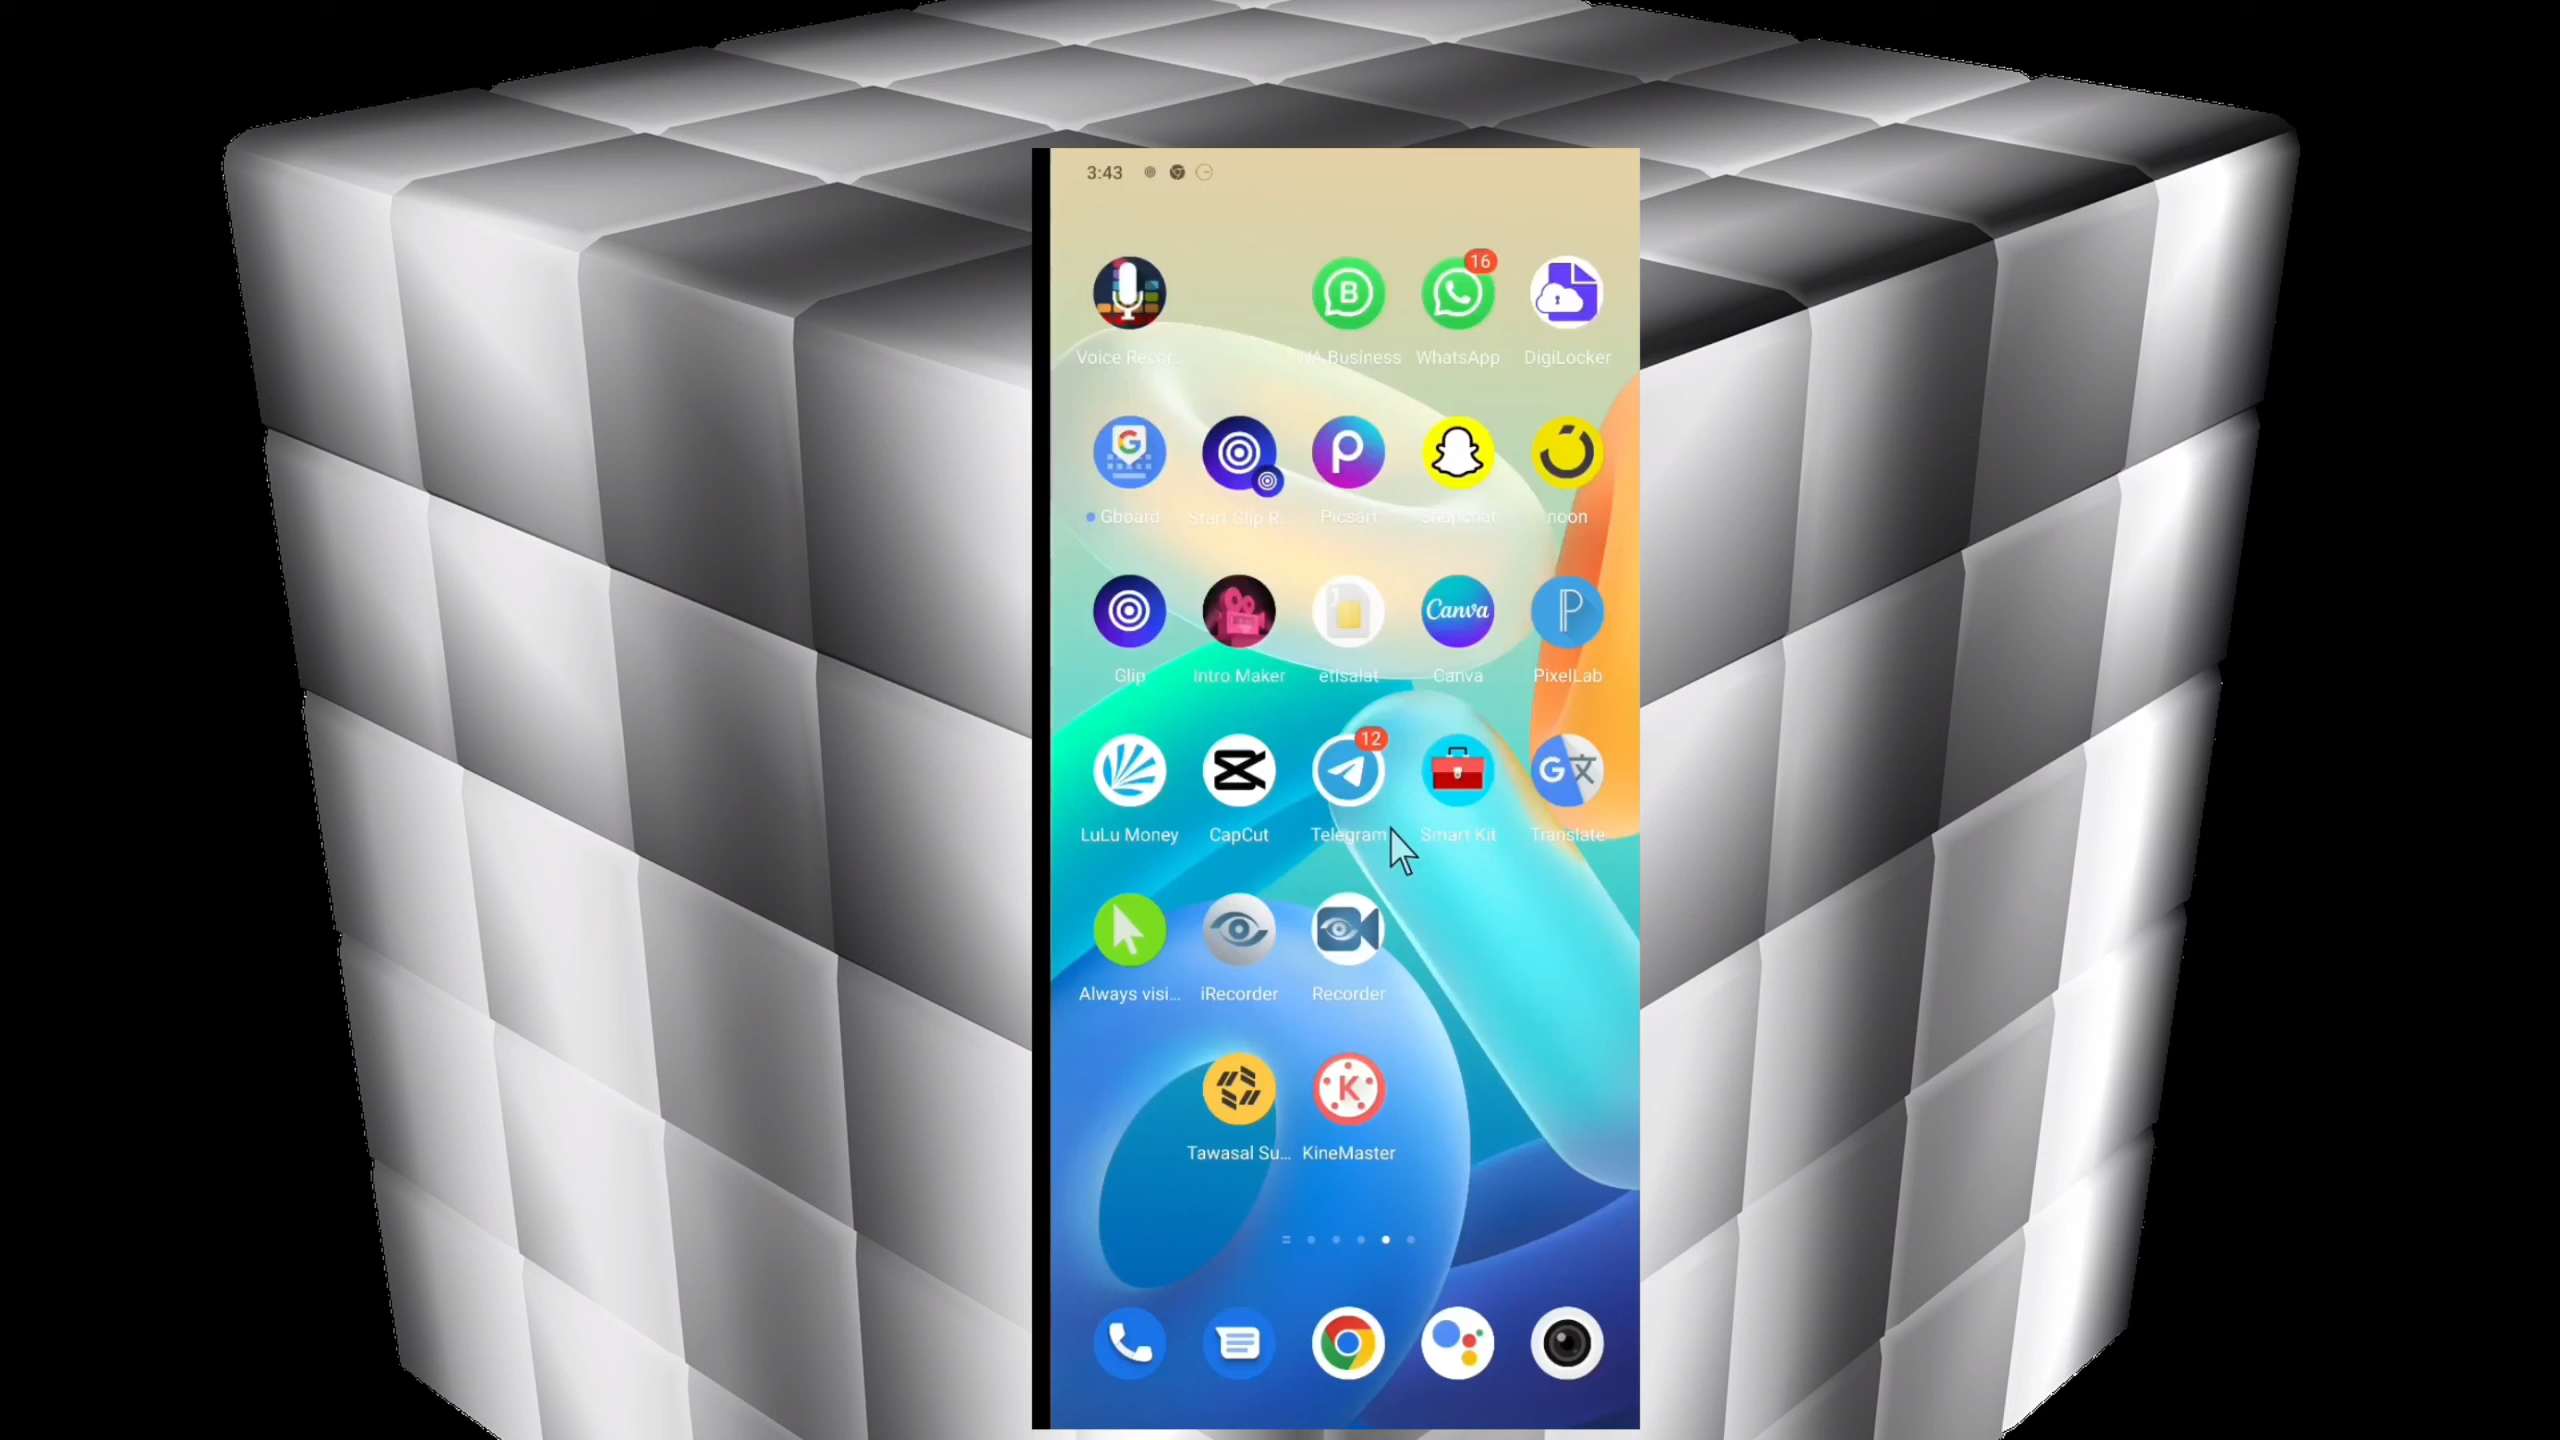 3:43
16
Voice Recor...
WA Business
WhatsApp
DigiLocker
Gboard
Start Glip R...
Picsart
Snapchat
noon
Canva
Glip
Intro Maker
etisalat
Canva
PixelLab
12
LuLu Money
CapCut
Telegram
Smart Kit
Translate
Always visi...
iRecorder
Recorder
Tawasal Su...
KineMaster